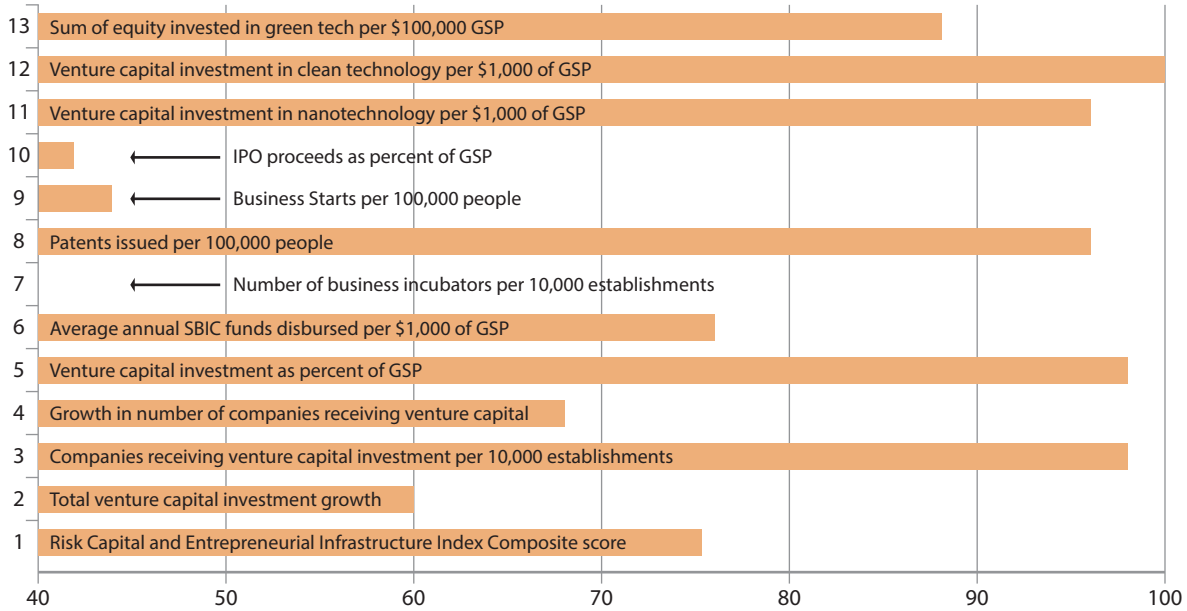 13 Sum of equity invested in green tech per $100,000 GSP
12 Venture capital investment in clean technology per $1,000 of GSP
11 Venture capital investment in nanotechnology per $1,000 of GSP
10 IPO proceeds as percent of GSP
9 Business Starts per 100,000 people
8 Patents issued per 100,000 people
7 Number of business incubators per 10,000 establishments
6 Average annual SBIC funds disbursed per $1,000 of GSP
5 Venture capital investment as percent of GSP
4 Growth in number of companies receiving venture capital
3 Companies receiving venture capital investment per 10,000 establishments
2 Total venture capital investment growth
1 Risk Capital and Entrepreneurial Infrastructure Index Composite score
40 50 60 70 80 90 100